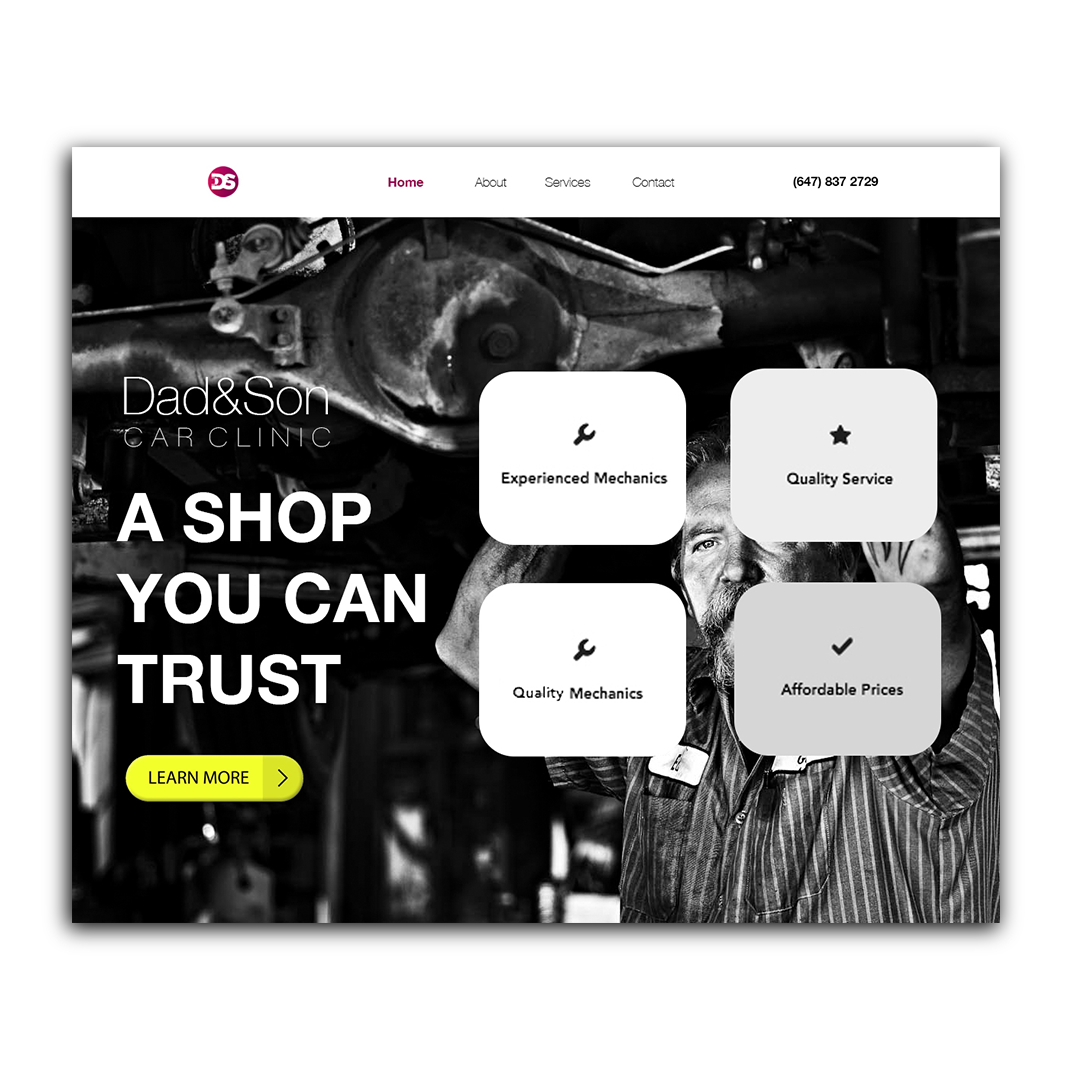 DS
Home About Services Contact (647) 837 2729
Dad&Son
CAR CLINIC
A SHOP
YOU CAN
TRUST
LEARN MORE
Experienced Mechanics
Quality Service
Quality Mechanics
Affordable Prices